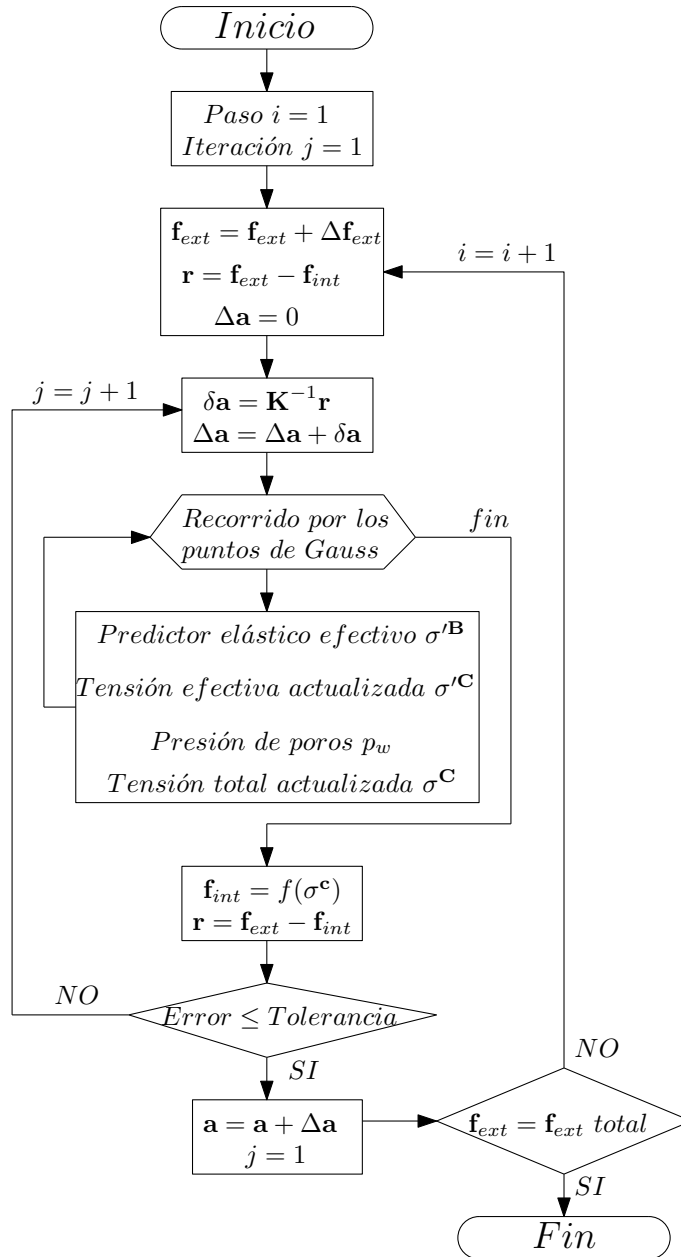 Inicio
Paso i = 1
Iteración j = 1
f_ext = f_ext + Δf_ext
r = f_ext − f_int
Δa = 0
i = i + 1
j = j + 1
δa = K⁻¹r
Δa = Δa + δa
Recorrido por los
puntos de Gauss
fin
Predictor elástico efectivo σ′ᴮ
Tensión efectiva actualizada σ′ᶜ
Presión de poros p_w
Tensión total actualizada σᶜ
f_int = f(σᶜ)
r = f_ext − f_int
NO
Error ≤ Tolerancia
SI
a = a + Δa
j = 1
NO
f_ext = f_ext total
SI
Fin